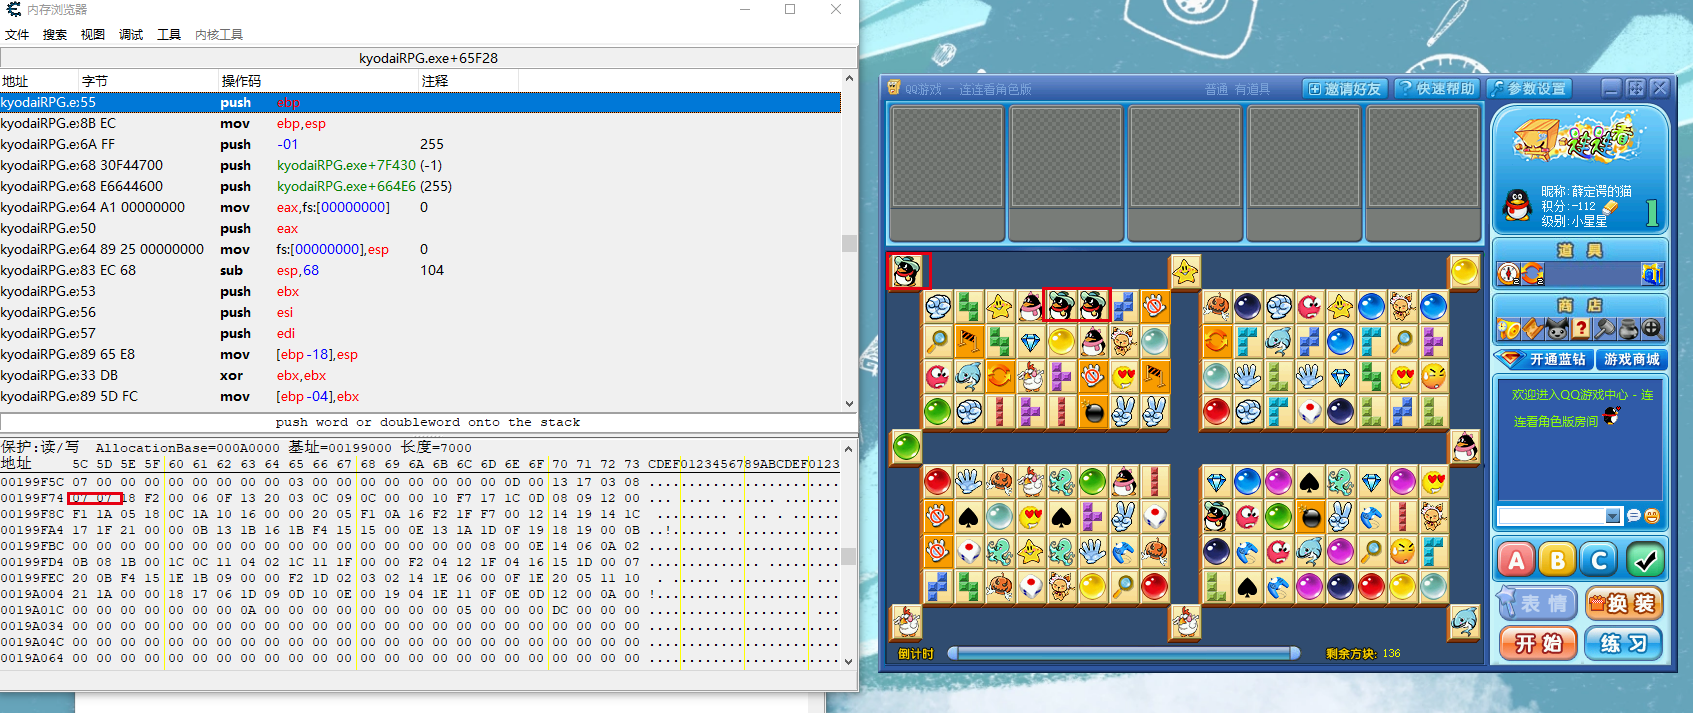 内存浏览器
文件 搜索 视图 调试 工具 内核工具
kyodaiRPG.exe+65F28
地址 字节 操作码 注释
kyodaiRPG.e: 55 push ebp
kyodaiRPG.e: 8B EC mov ebp,esp
kyodaiRPG.e: 6A FF push -01 255
kyodaiRPG.e: 68 30F44700 push kyodaiRPG.exe+7F430 (-1)
kyodaiRPG.e: 68 E6644600 push kyodaiRPG.exe+664E6 (255)
kyodaiRPG.e: 64 A1 00000000 mov eax,fs:[00000000] 0
kyodaiRPG.e: 50 push eax
kyodaiRPG.e: 64 89 25 00000000 mov fs:[00000000],esp 0
kyodaiRPG.e: 83 EC 68 sub esp,68 104
kyodaiRPG.e: 53 push ebx
kyodaiRPG.e: 56 push esi
kyodaiRPG.e: 57 push edi
kyodaiRPG.e: 89 65 E8 mov [ebp-18],esp
kyodaiRPG.e: 33 DB xor ebx,ebx
kyodaiRPG.e: 89 5D FC mov [ebp-04],ebx
push word or doubleword onto the stack
保护:读/写 AllocationBase=000A0000 基址=00199000 长度=7000
地址 5C 5D 5E 5F 60 61 62 63 64 65 66 67 68 69 6A 6B 6C 6D 6E 6F 70 71 72 73 CDEF0123456789ABCDEF0123
00199F5C 07 00 00 00 00 00 00 00 00 03 00 00 00 00 00 00 00 00 0D 00 13 17 03 08
00199F74 07 07 18 F2 00 06 0F 13 20 03 0C 09 0C 00 00 10 F7 17 1C 0D 08 09 12 00
00199F8C F1 1A 05 18 0C 1A 10 16 00 00 20 05 F1 0A 16 F2 1F F7 00 12 14 19 14 1C
00199FA4 17 1F 21 00 00 0B 13 1B 16 1B F4 15 15 00 0E 13 1A 1D 0F 19 18 19 00 0B
00199FBC 00 00 00 00 00 00 00 00 00 00 00 00 00 00 00 00 00 08 00 0E 14 06 0A 02
00199FD4 0B 08 1B 00 1C 0C 11 04 02 1C 11 1F 00 00 F2 04 12 1F 04 16 15 1D 00 07
00199FEC 20 0B F4 15 1E 1B 09 00 00 F2 1D 02 03 02 14 1E 06 00 0F 1E 20 05 11 10
0019A004 21 1A 00 00 18 17 06 1D 09 0D 10 0E 00 19 04 1E 11 0F 0E 0D 12 00 0A 00
0019A01C 00 00 00 00 00 00 00 0A 00 00 00 00 00 00 00 00 05 00 00 00 DC 00 00 00
0019A034 00 00 00 00 00 00 00 00 00 00 00 00 00 00 00 00 00 00 00 00 00 00 00 00
0019A04C 00 00 00 00 00 00 00 00 00 00 00 00 00 00 00 00 00 00 00 00 00 00 00 00
0019A064 00 00 00 00 00 00 00 00 00 00 00 00 00 00 00 00 00 00 00 00 00 00 00 00
QQ游戏 - 连连看角色版 普通 有道具 邀请好友 ? 快速帮助 参数设置
连连看
昵称:薛定谔的猫
积分:-112
级别:小星星
1
道 具
2 2
商 店
开通蓝钻 游戏商城
欢迎进入QQ游戏中心 - 连
连看角色版房间
A B C
表情 换装
开始 练习
倒计时 剩余方块: 136